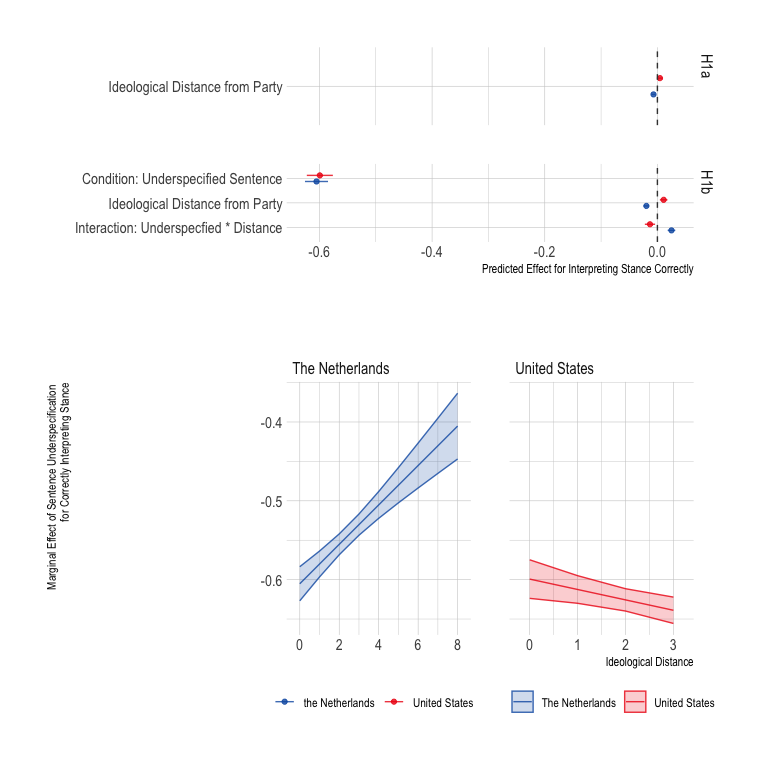 H1a
Ideological Distance from Party
H1b
Condition: Underspecified Sentence
Ideological Distance from Party
Interaction: Underspecfied * Distance
-0.6 -0.4 -0.2 0.0
Predicted Effect for Interpreting Stance Correctly
The Netherlands United States
Marginal Effect of Sentence Underspecification
for Correctly Interpreting Stance
-0.4
-0.5
-0.6
0 2 4 6 8 0 1 2 3
Ideological Distance
the Netherlands United States The Netherlands United States